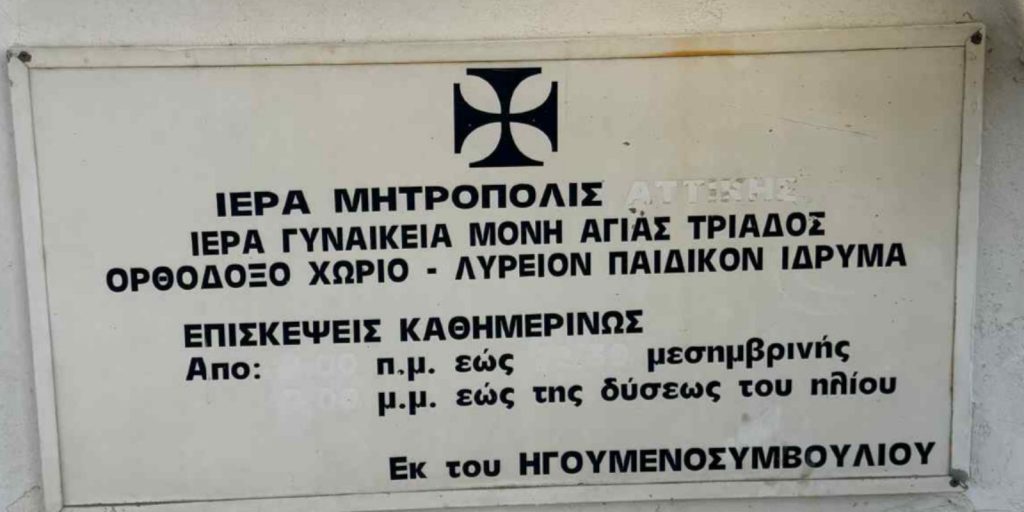 ΙΕΡΑ ΜΗΤΡΟΠΟΛΙΣ ΑΤΤΙΚΗΣ
ΙΕΡΑ ΓΥΝΑΙΚΕΙΑ ΜΟΝΗ ΑΓΙΑΣ ΤΡΙΑΔΟΣ
ΟΡΘΟΔΟΞΟ ΧΩΡΙΟ - ΛΥΡΕΙΟΝ ΠΑΙΔΙΚΟΝ ΙΔΡΥΜΑ
ΕΠΙΣΚΕΨΕΙΣ ΚΑΘΗΜΕΡΙΝΩΣ
Απο: π.μ. εώς μεσημβρινής
μ.μ. εώς της δύσεως του ηλίου
Εκ του ΗΓΟΥΜΕΝΟΣΥΜΒΟΥΛΙΟΥ